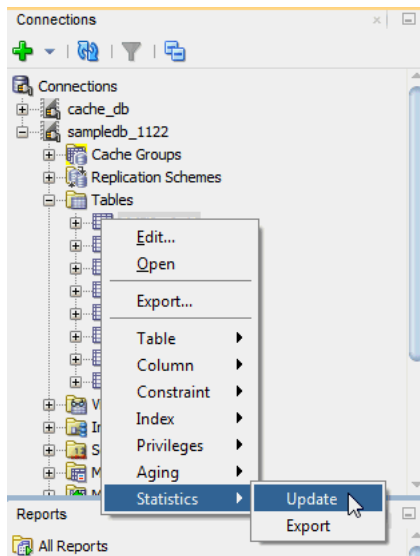 Connections
Connections
cache_db
sampledb_1122
Cache Groups
Replication Schemes
Tables
Edit...
Open
Export...
Table
Column
Constraint
Index
Privileges
Aging
Statistics
Update
Export
V
In
S
M
M
Reports
All Reports